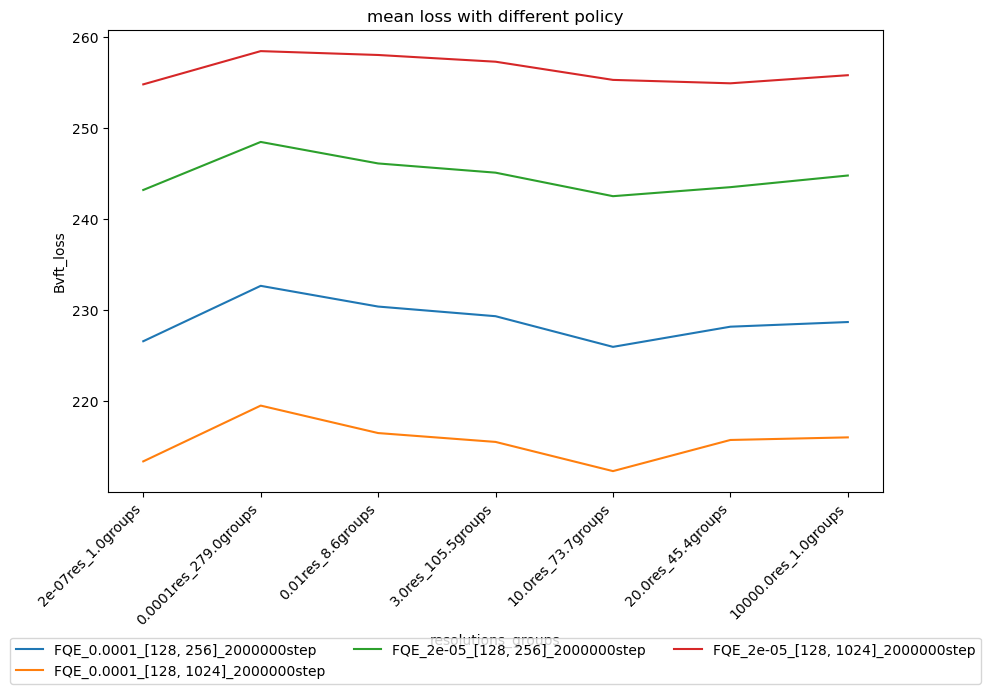 mean loss with different policy
260
250
240
230
220
Bvft_loss
2e-07res_1.0groups
0.0001res_279.0groups
0.01res_8.6groups
3.0res_105.5groups
10.0res_73.7groups
20.0res_45.4groups
10000.0res_1.0groups
resolutions_groups
FQE_0.0001_[128, 256]_2000000step
FQE_0.0001_[128, 1024]_2000000step
FQE_2e-05_[128, 256]_2000000step
FQE_2e-05_[128, 1024]_2000000step